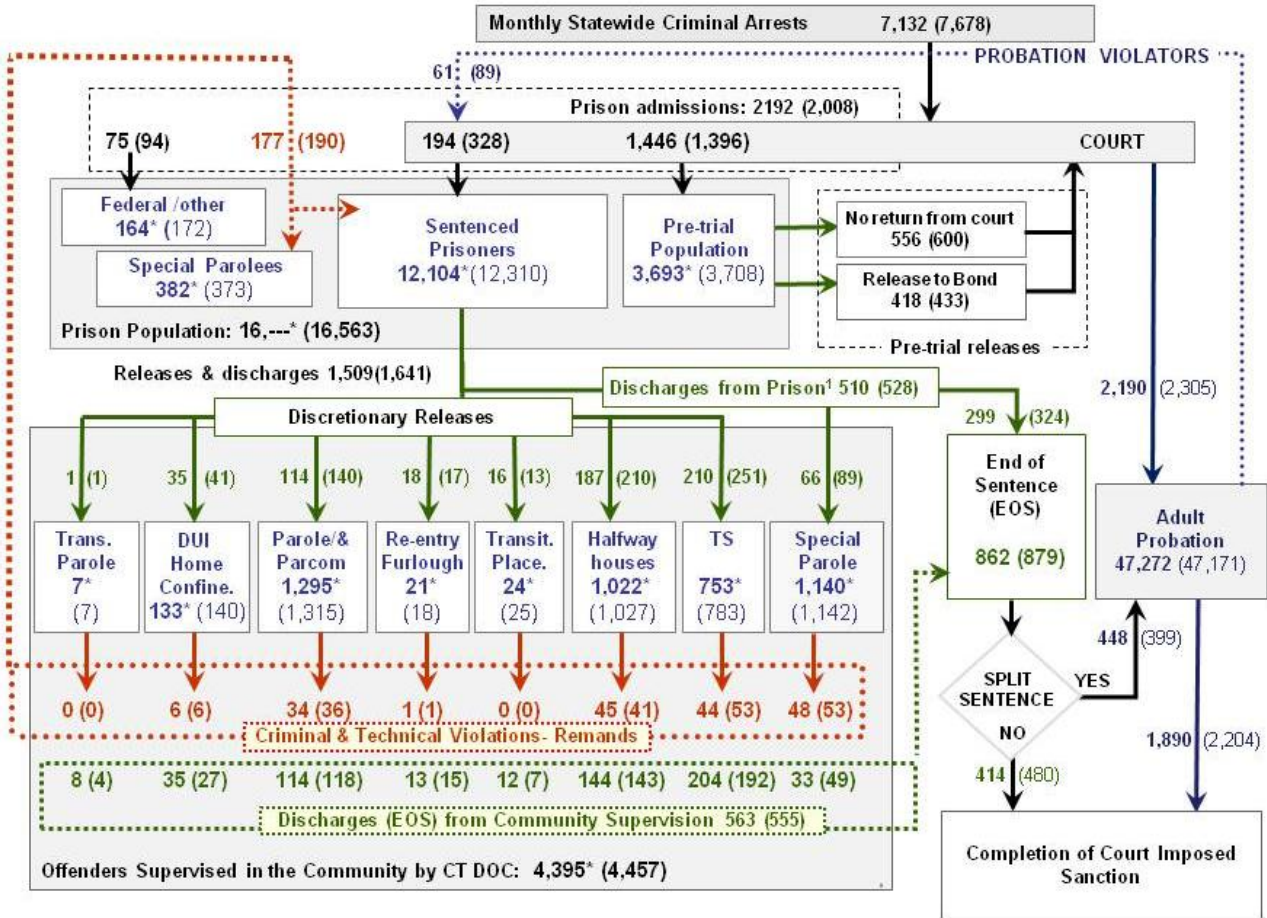 Monthly Statewide Criminal Arrests 7,132 (7,678)
PROBATION VIOLATORS
61 (89)
Prison admissions: 2192 (2,008)
75 (94) 177 (190) 194 (328) 1,446 (1,396) COURT
Federal /other
164* (172)
Special Parolees
382* (373)
Sentenced
Prisoners
12,104* (12,310)
Pre-trial
Population
3,693* (3,708)
No return from court
556 (600)
Release to Bond
418 (433)
Pre-trial releases
Prison Population: 16,---* (16,563)
Releases & discharges 1,509(1,641)
Discharges from Prison¹ 510 (528)
2,190 (2,305)
Discretionary Releases
299 (324)
1 (1) 35 (41) 114 (140) 18 (17) 16 (13) 187 (210) 210 (251) 66 (89)
End of
Sentence
(EOS)
862 (879)
Adult
Probation
47,272 (47,171)
Trans.
Parole
7*
(7)
DUI
Home
Confine.
133* (140)
Parole/&
Parcom
1,295*
(1,315)
Re-entry
Furlough
21*
(18)
Transit.
Place.
24*
(25)
Halfway
houses
1,022*
(1,027)
TS
753*
(783)
Special
Parole
1,140*
(1,142)
448 (399)
SPLIT
SENTENCE
YES
NO
0 (0) 6 (6) 34 (36) 1 (1) 0 (0) 45 (41) 44 (53) 48 (53)
Criminal & Technical Violations- Remands
1,890 (2,204)
8 (4) 35 (27) 114 (118) 13 (15) 12 (7) 144 (143) 204 (192) 33 (49)
414 (480)
Discharges (EOS) from Community Supervision 563 (555)
Completion of Court Imposed
Sanction
Offenders Supervised in the Community by CT DOC: 4,395* (4,457)